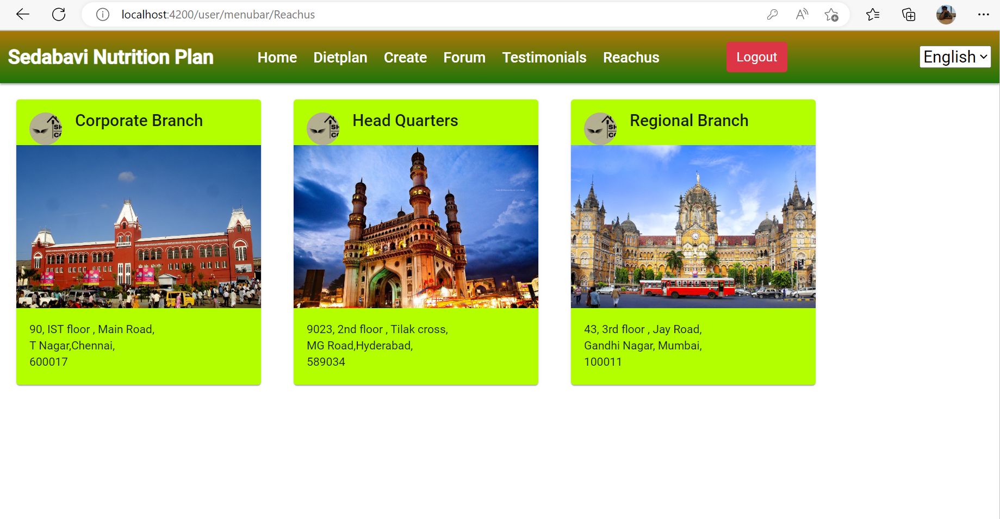 localhost:4200/user/menubar/Reachus
Sedabavi Nutrition Plan
Home Dietplan Create Forum Testimonials Reachus
Logout
English
Corporate Branch
90, IST floor , Main Road,
T Nagar,Chennai,
600017
Head Quarters
9023, 2nd floor , Tilak cross,
MG Road,Hyderabad,
589034
Regional Branch
43, 3rd floor , Jay Road,
Gandhi Nagar, Mumbai,
100011